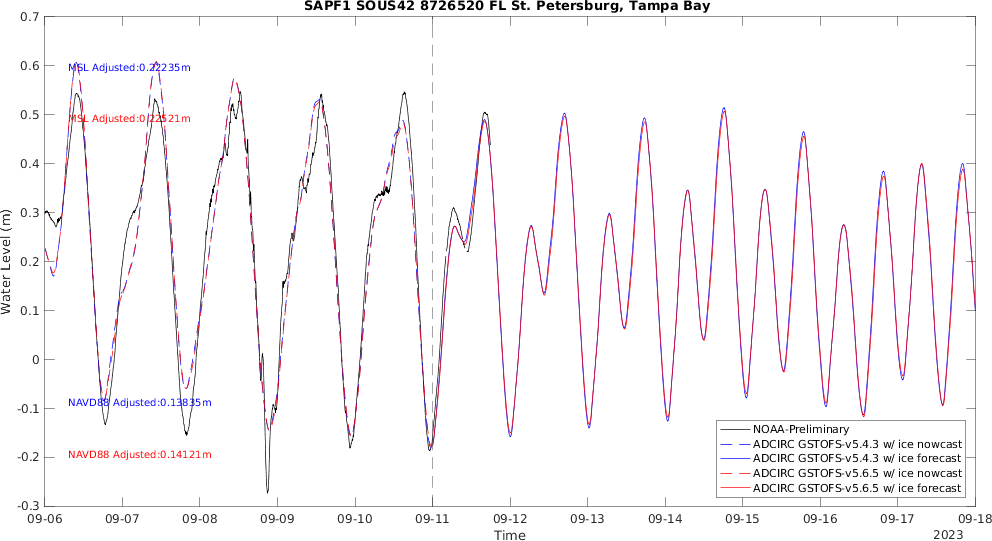 SAPF1 SOUS42 8726520 FL St. Petersburg, Tampa Bay
0.7
0.6
0.5
0.4
0.3
0.2
0.1
0
-0.1
-0.2
-0.3
Water Level (m)
MSL Adjusted:0.22235m
MSL Adjusted:0.22521m
NAVD88 Adjusted:0.13835m
NAVD88 Adjusted:0.14121m
NOAA-Preliminary
ADCIRC GSTOFS-v5.4.3 w/ ice nowcast
ADCIRC GSTOFS-v5.4.3 w/ ice forecast
ADCIRC GSTOFS-v5.6.5 w/ ice nowcast
ADCIRC GSTOFS-v5.6.5 w/ ice forecast
09-06 09-07 09-08 09-09 09-10 09-11 09-12 09-13 09-14 09-15 09-16 09-17 09-18
Time
2023